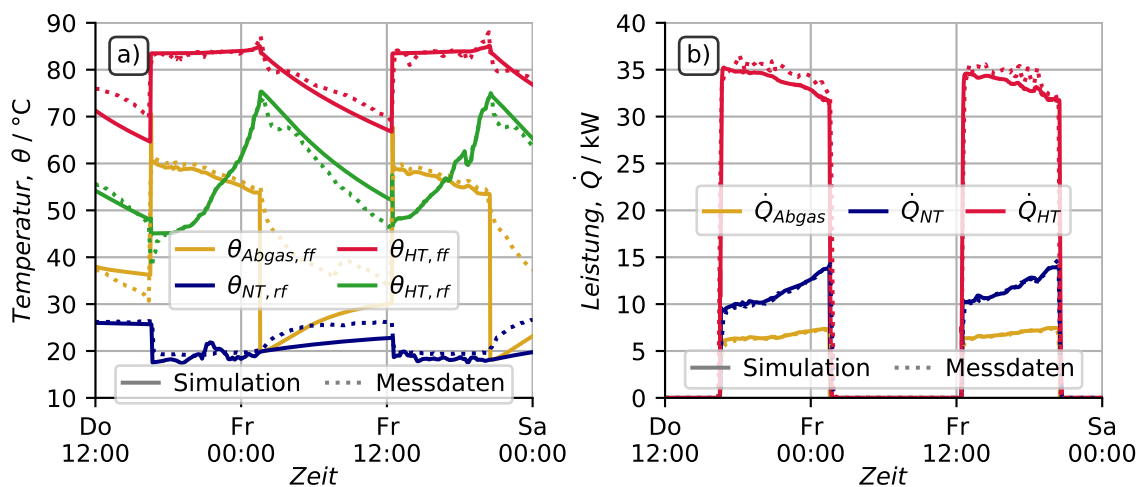 a)
90
80
70
60
50
40
30
20
10
Temperatur, θ / °C
θAbgas, ff
θHT, ff
θNT, rf
θHT, rf
Simulation
Messdaten
Do
12:00
Fr
00:00
Fr
12:00
Sa
00:00
Zeit
b)
40
35
30
25
20
15
10
5
0
Leistung, Q̇ / kW
Q̇Abgas
Q̇NT
Q̇HT
Simulation
Messdaten
Do
12:00
Fr
00:00
Fr
12:00
Sa
00:00
Zeit